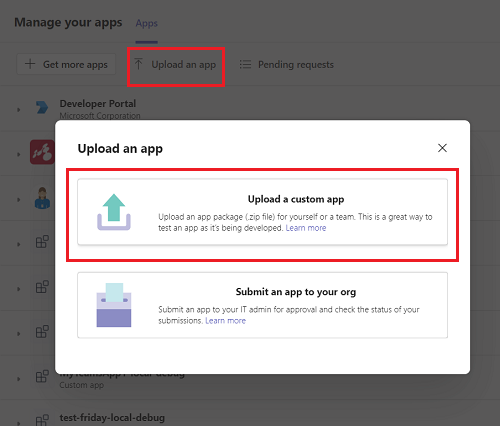 Manage your apps Apps
Get more apps Upload an app Pending requests
Developer Portal
Microsoft Corporation
Upload an app
Upload a custom app
Upload an app package (.zip file) for yourself or a team. This is a great way to
test an app as it's being developed. Learn more
Submit an app to your org
Submit an app to your IT admin for approval and check the status of your
submissions. Learn more
Custom app
test-friday-local-debug